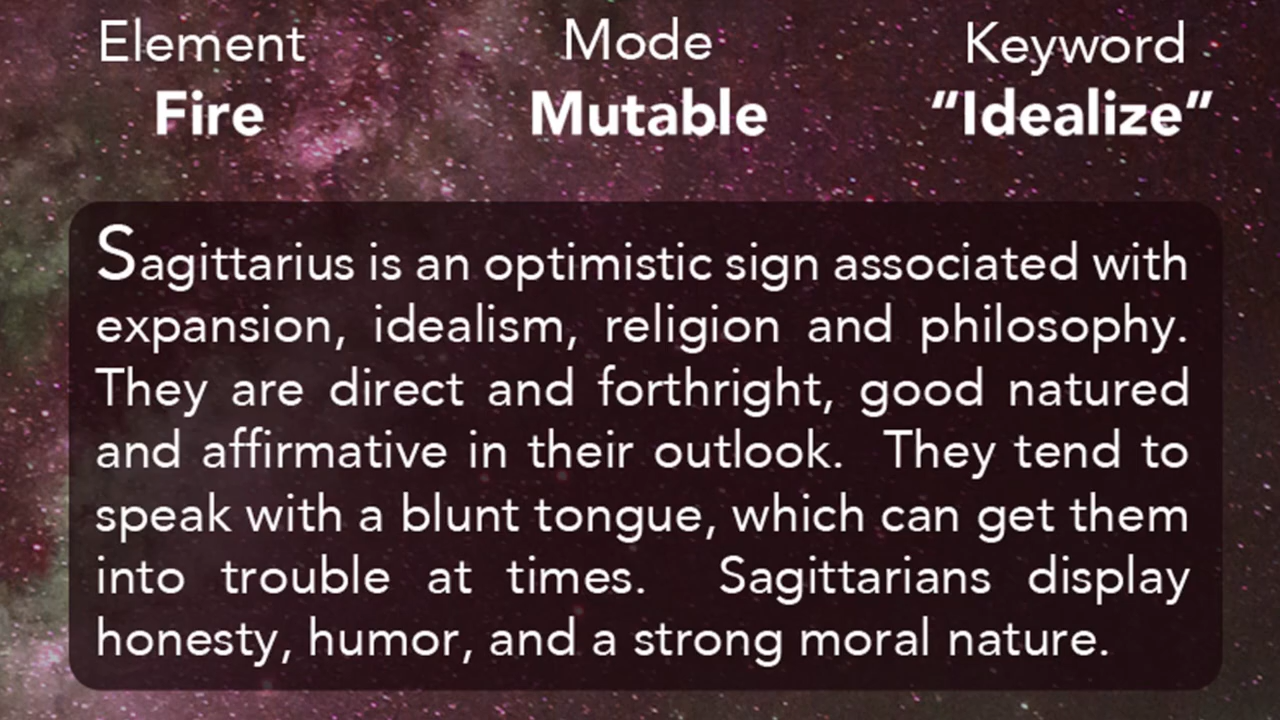 Element Mode Keyword
Fire Mutable “Idealize”
Sagittarius is an optimistic sign associated with
expansion, idealism, religion and philosophy.
They are direct and forthright, good natured
and affirmative in their outlook. They tend to
speak with a blunt tongue, which can get them
into trouble at times. Sagittarians display
honesty, humor, and a strong moral nature.